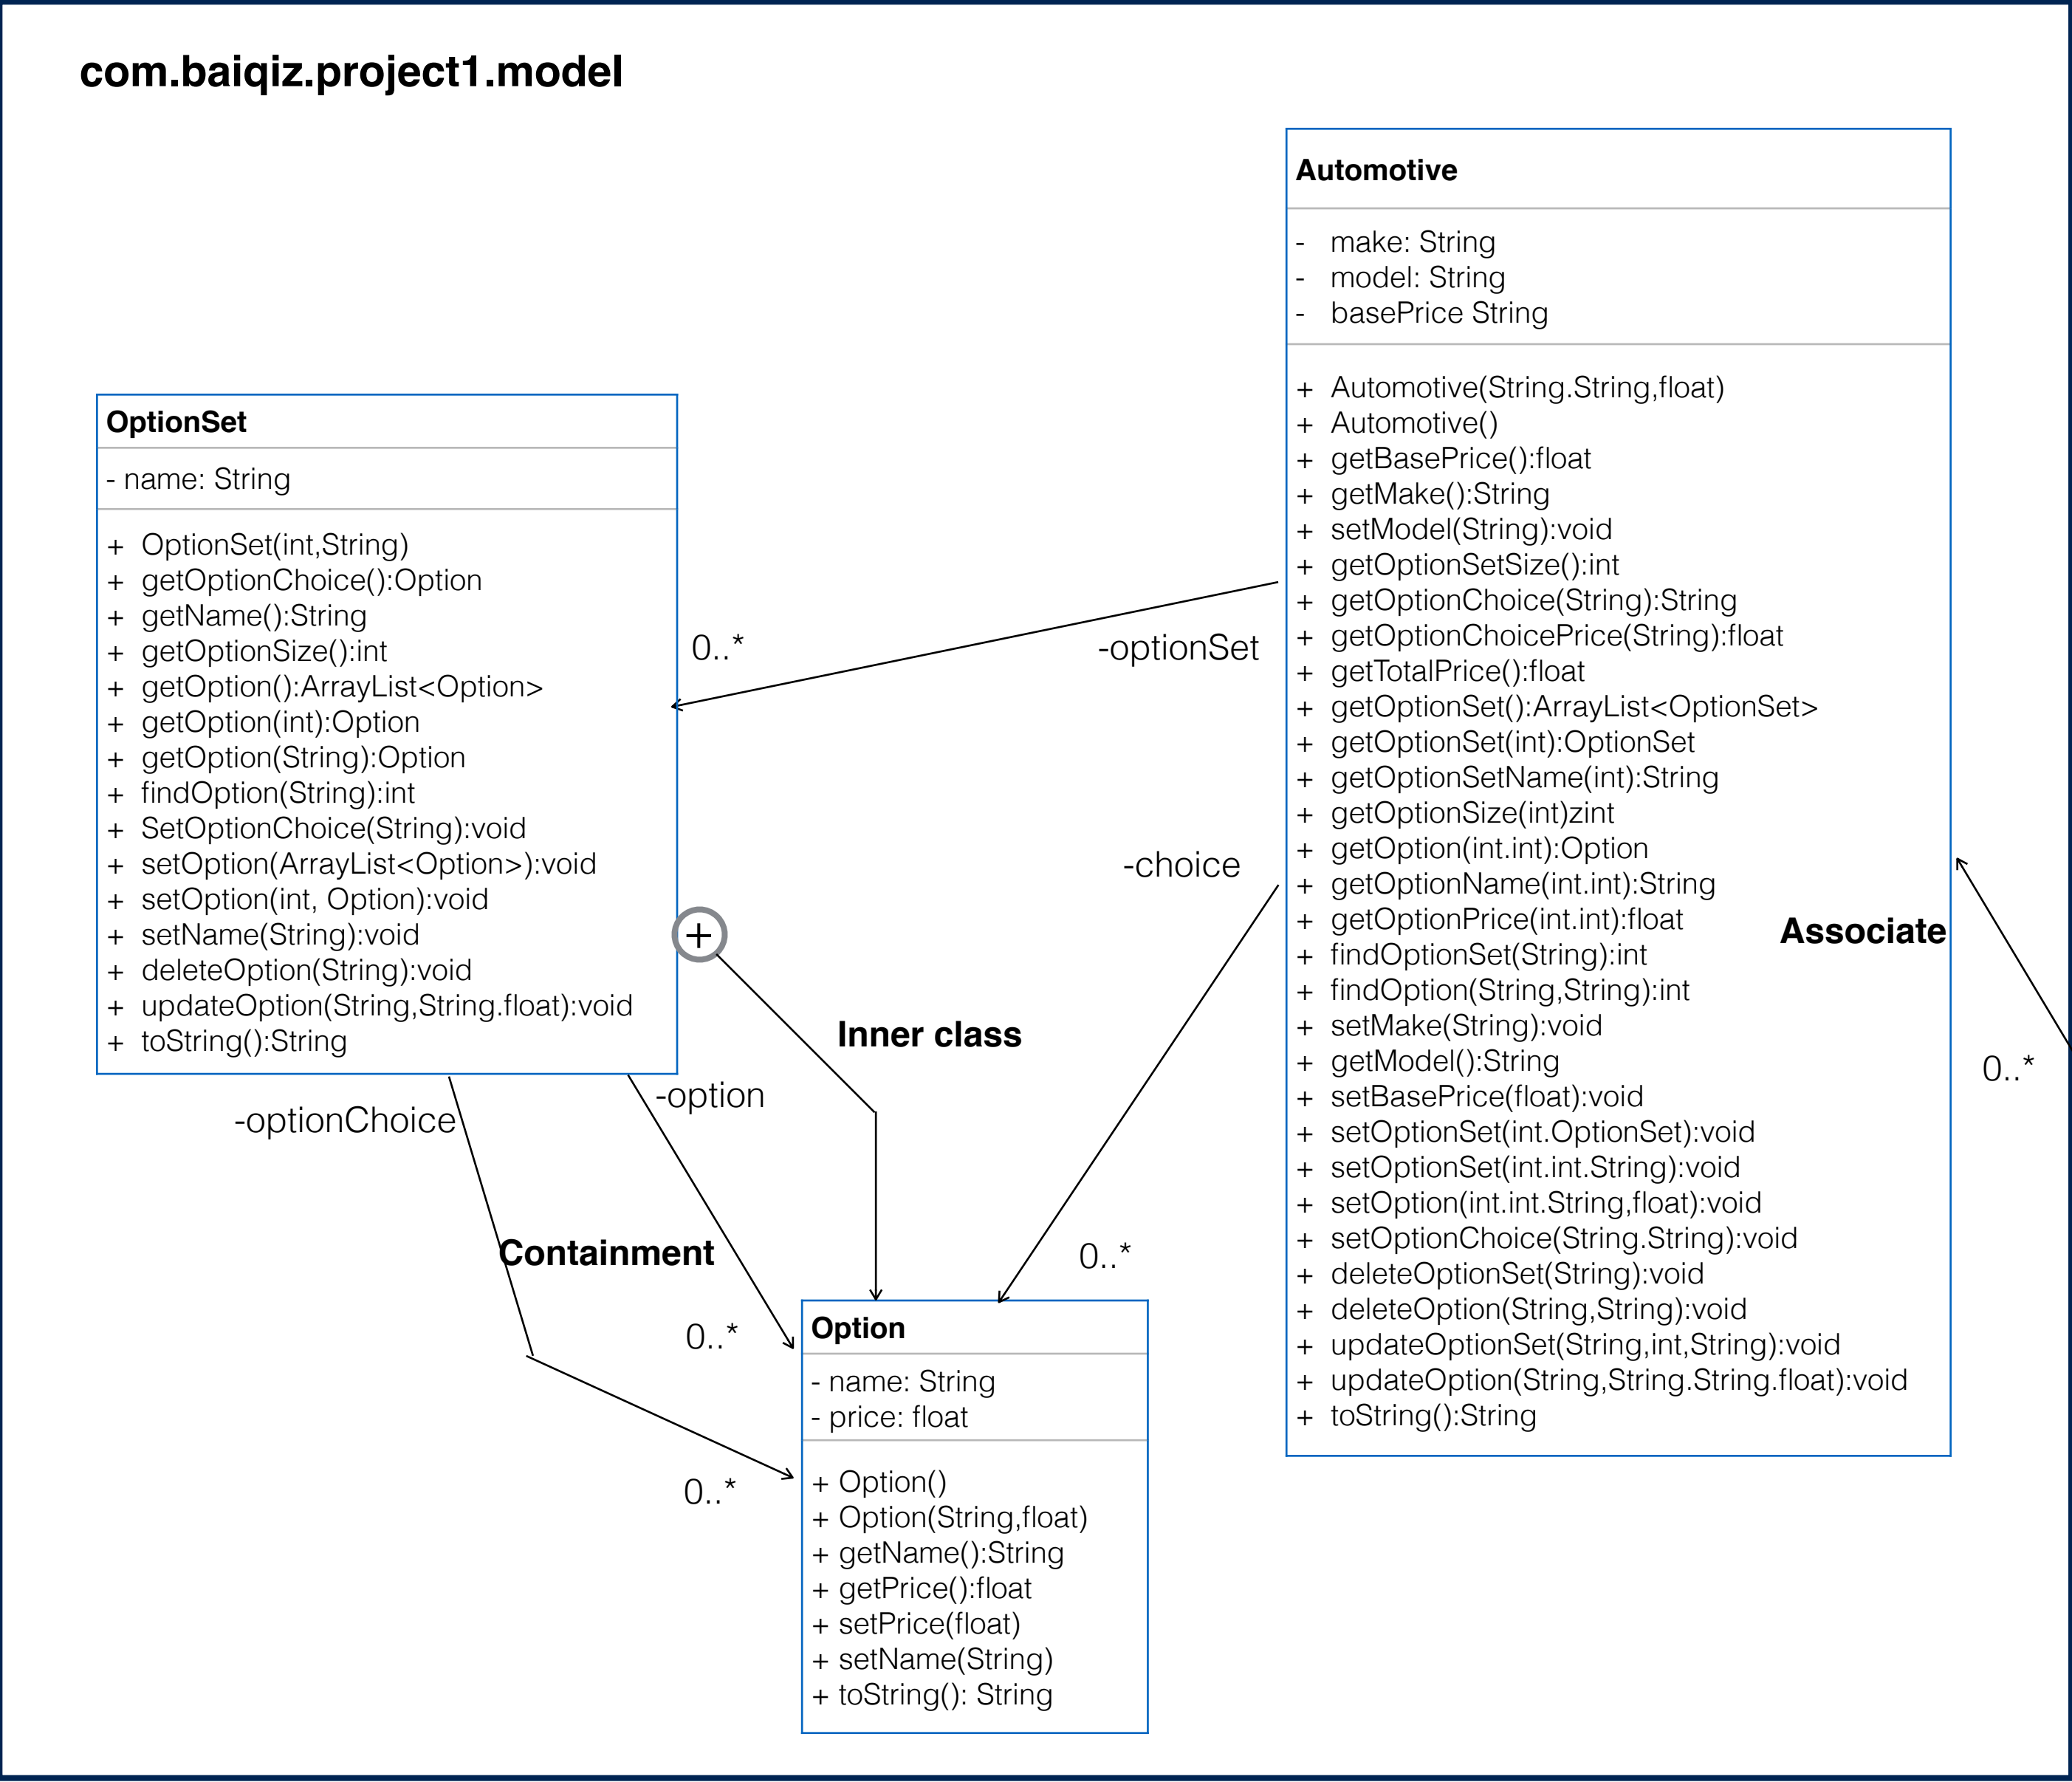 com.baiqiz.project1.model
OptionSet
- name: String
+ OptionSet(int,String)
+ getOptionChoice():Option
+ getName():String
+ getOptionSize():int
+ getOption():ArrayList<Option>
+ getOption(int):Option
+ getOption(String):Option
+ findOption(String):int
+ SetOptionChoice(String):void
+ setOption(ArrayList<Option>):void
+ setOption(int, Option):void
+ setName(String):void
+ deleteOption(String):void
+ updateOption(String,String.float):void
+ toString():String
0..*
-optionSet
-choice
+
Inner class
-option
-optionChoice
Containment
0..*
0..*
0..*
Option
- name: String
- price: float
+ Option()
+ Option(String,float)
+ getName():String
+ getPrice():float
+ setPrice(float)
+ setName(String)
+ toString(): String
Automotive
- make: String
- model: String
- basePrice String
+ Automotive(String.String,float)
+ Automotive()
+ getBasePrice():float
+ getMake():String
+ setModel(String):void
+ getOptionSetSize():int
+ getOptionChoice(String):String
+ getOptionChoicePrice(String):float
+ getTotalPrice():float
+ getOptionSet():ArrayList<OptionSet>
+ getOptionSet(int):OptionSet
+ getOptionSetName(int):String
+ getOptionSize(int)zint
+ getOption(int.int):Option
+ getOptionName(int.int):String
+ getOptionPrice(int.int):float
+ findOptionSet(String):int
+ findOption(String,String):int
+ setMake(String):void
+ getModel():String
+ setBasePrice(float):void
+ setOptionSet(int.OptionSet):void
+ setOptionSet(int.int.String):void
+ setOption(int.int.String,float):void
+ setOptionChoice(String.String):void
+ deleteOptionSet(String):void
+ deleteOption(String,String):void
+ updateOptionSet(String,int,String):void
+ updateOption(String,String.String.float):void
+ toString():String
Associate
0..*